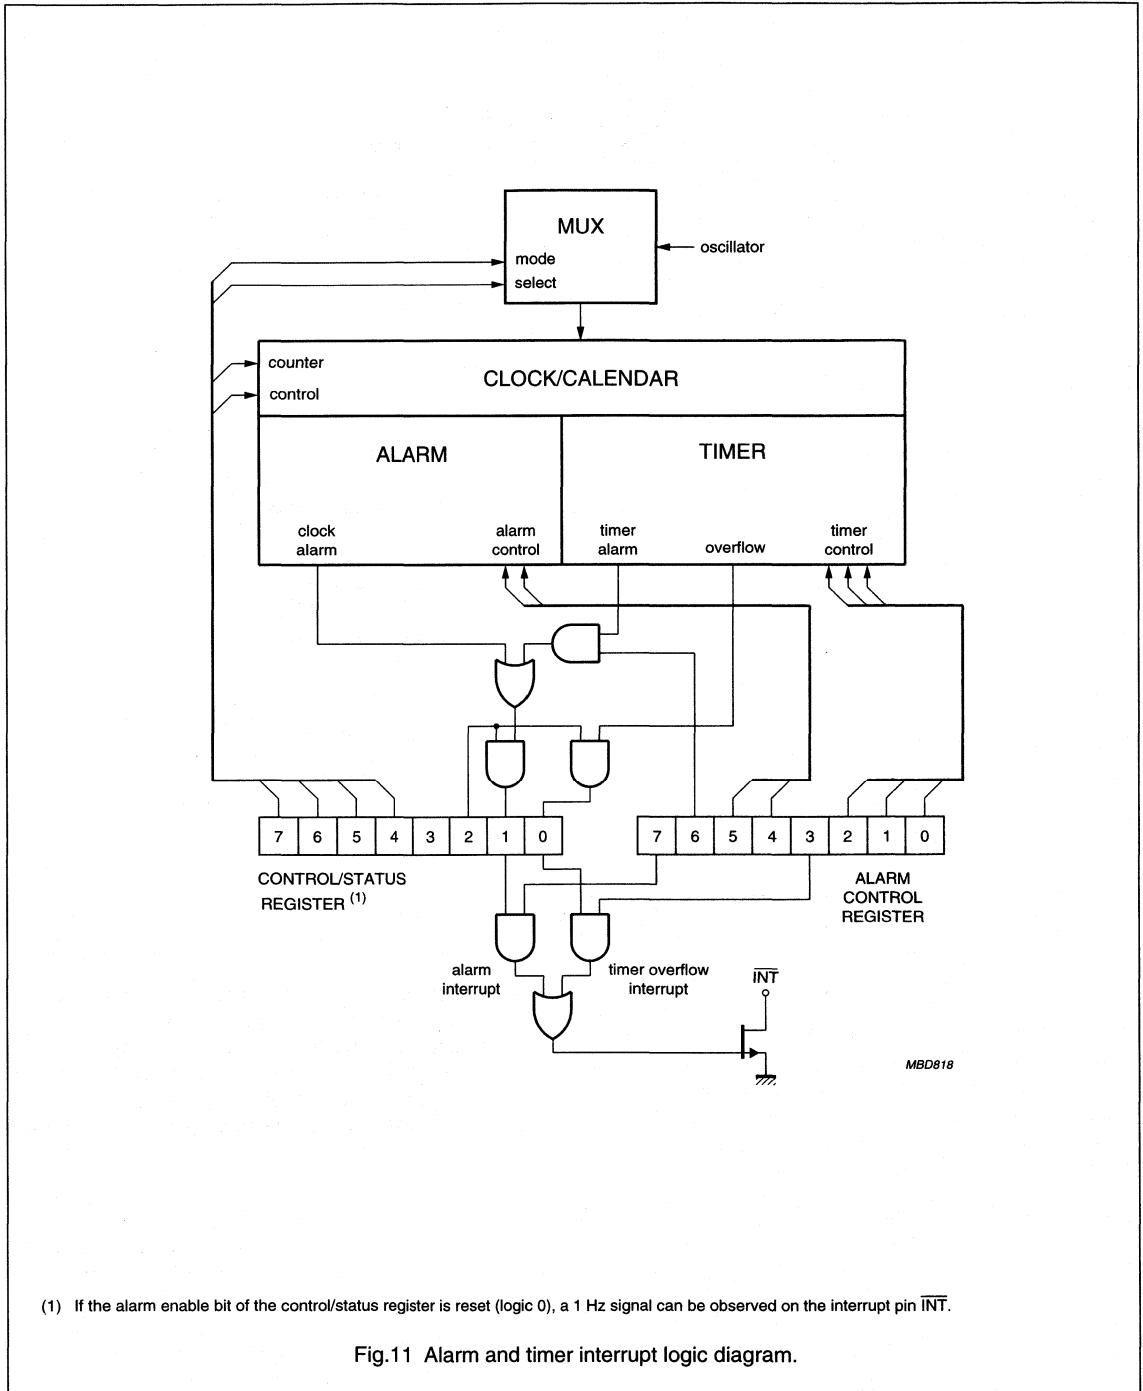 MUX
oscillator
mode
select
counter
CLOCK/CALENDAR
control
ALARM
TIMER
clock
alarm
alarm
control
timer
alarm
overflow
timer
control
7 6 5 4 3 2 1 0
7 6 5 4 3 2 1 0
CONTROL/STATUS
REGISTER (1)
ALARM
CONTROL
REGISTER
alarm
interrupt
timer overflow
interrupt
INT
MBD818
(1) If the alarm enable bit of the control/status register is reset (logic 0), a 1 Hz signal can be observed on the interrupt pin INT.
Fig.11 Alarm and timer interrupt logic diagram.